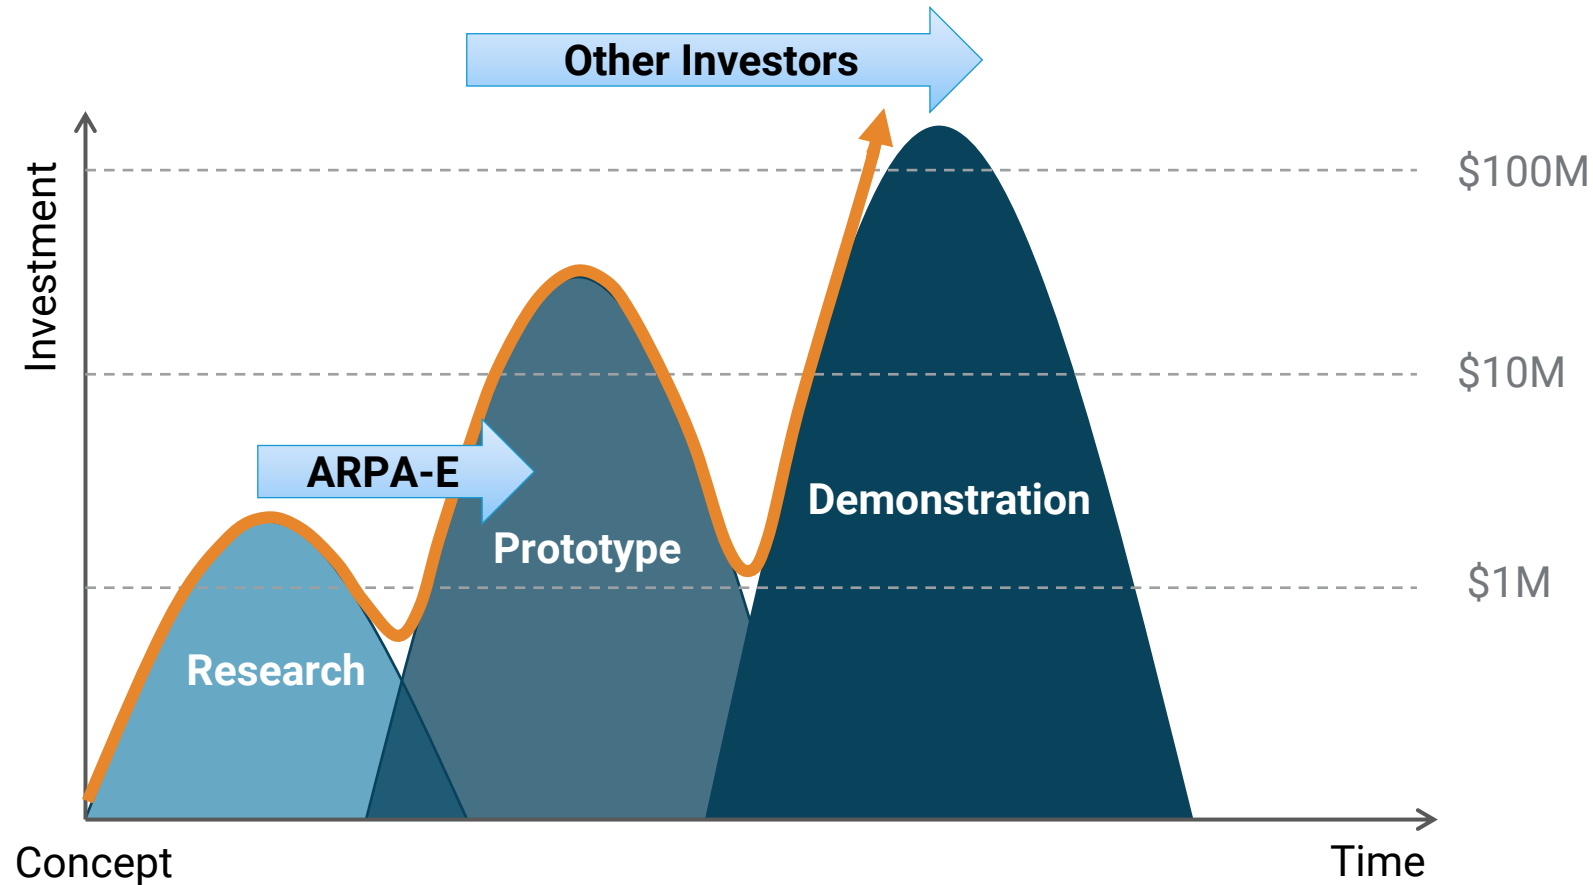 Other Investors
Investment
$100M
$10M
ARPA-E
Demonstration
Prototype
$1M
Research
Concept
Time